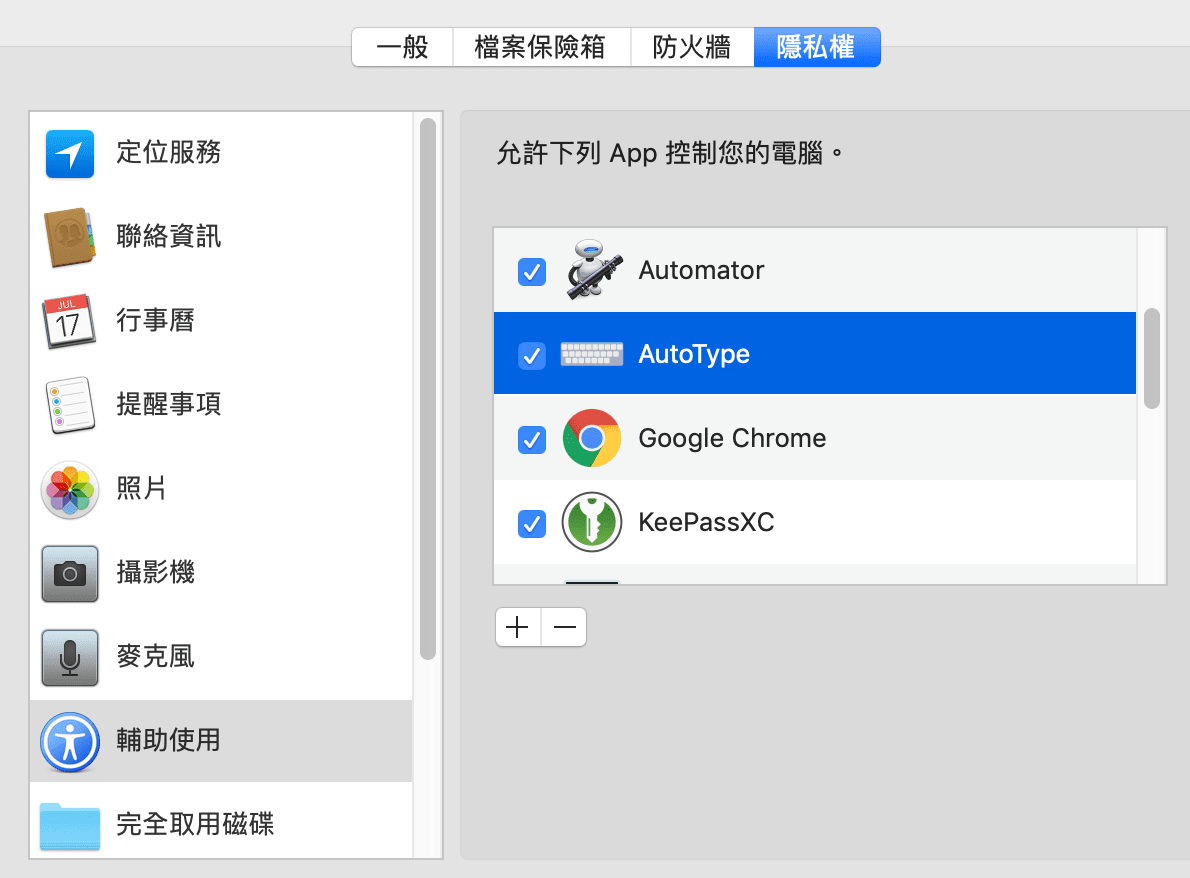 一般
檔案保險箱
防火牆
隱私權
定位服務
聯絡資訊
JUL
17
行事曆
提醒事項
照片
攝影機
麥克風
輔助使用
完全取用磁碟
允許下列 App 控制您的電腦。
Automator
AutoType
Google Chrome
KeePassXC